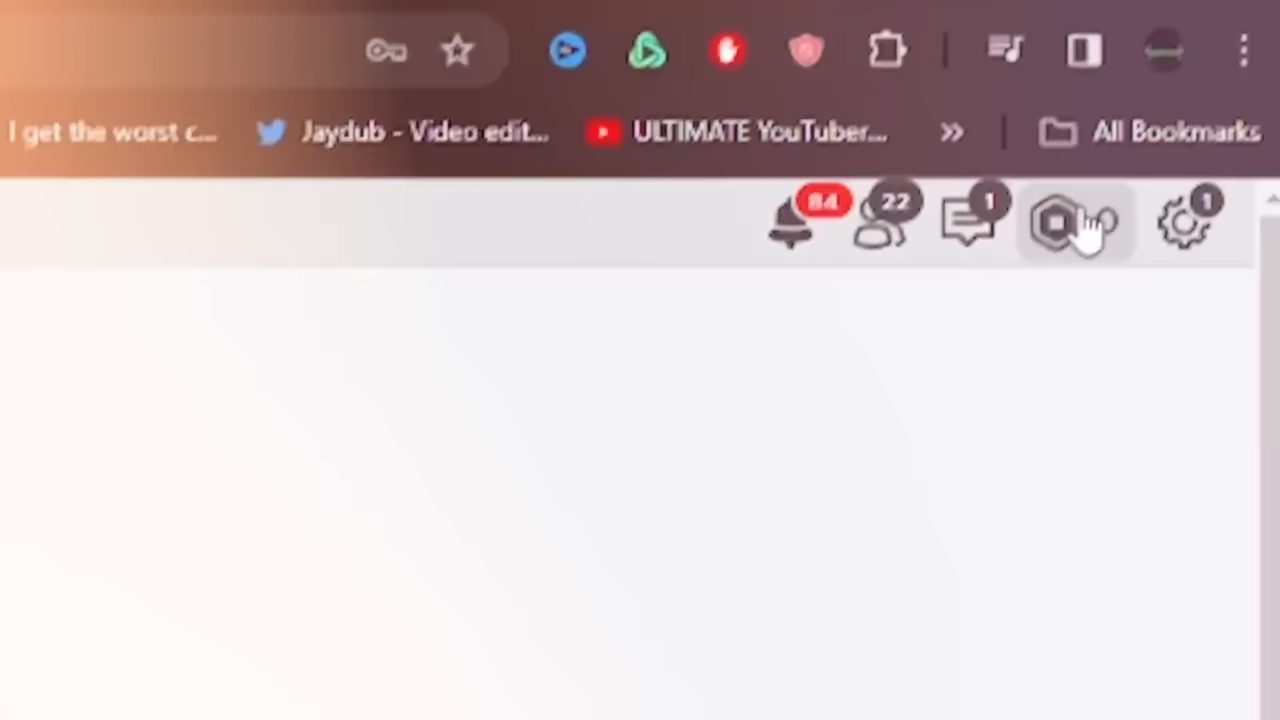 I get the worst c...
Jaydub - Video edit...
ULTIMATE YouTuber...
All Bookmarks
84
22
1
1